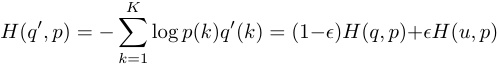 H(q′, p) = − ∑_{k=1}^{K} log p(k)q′(k) = (1−ϵ)H(q, p)+ϵH(u, p)